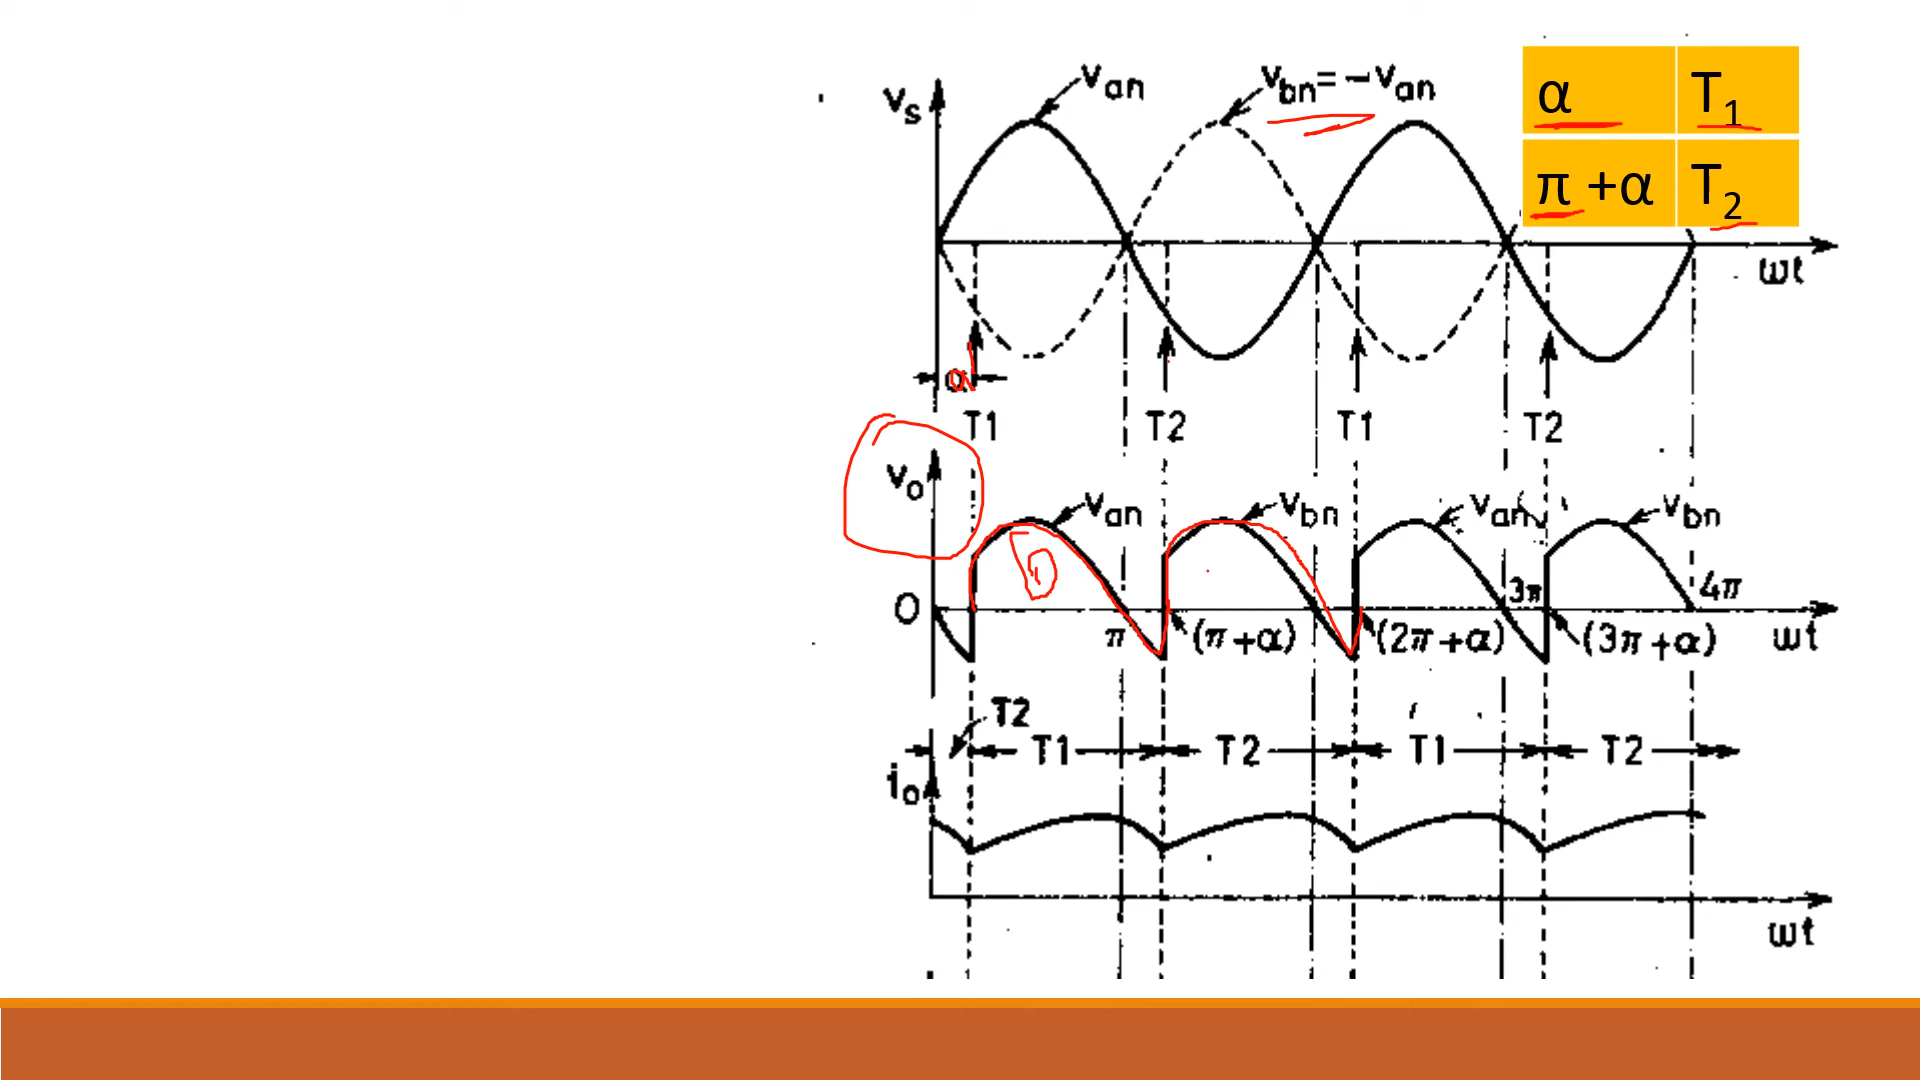 vs
van
vbn = -van
α T1
π +α T2
ωt
α
T1 T2 T1 T2
vo
van vbn van vbn
0 π (π+α) (2π+α) 3π (3π+α) 4π ωt
T2
T1 T2 T1 T2
io
ωt